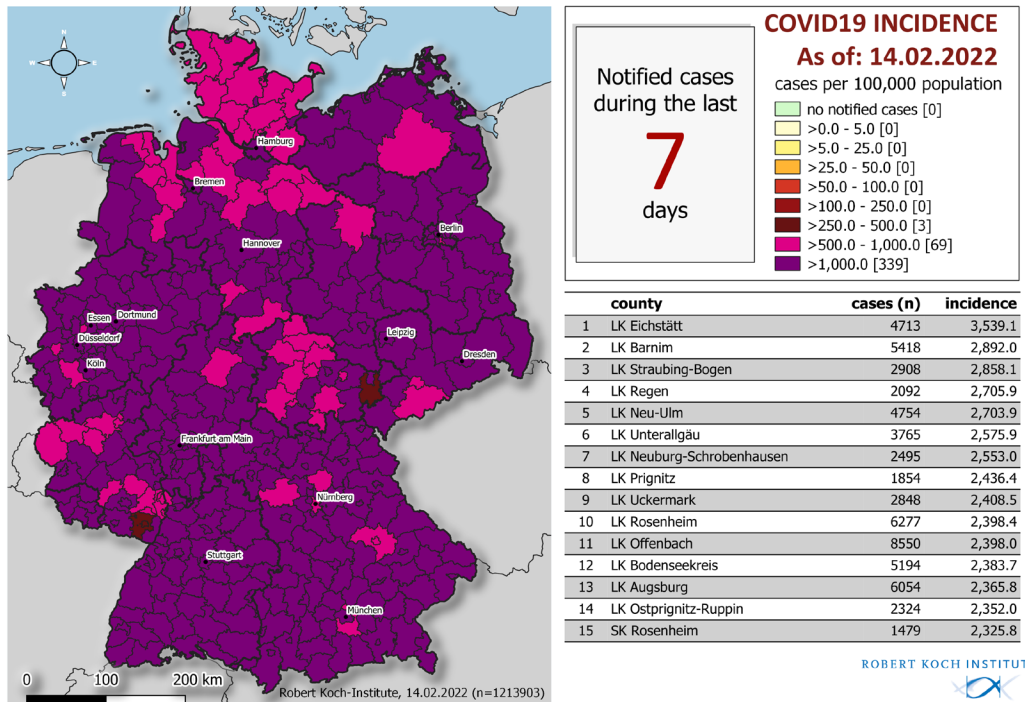 N
W
E
S
Hamburg
Bremen
Berlin
Hannover
Essen
Dortmund
Düsseldorf
Leipzig
Köln
Dresden
Frankfurt am Main
Nürnberg
Stuttgart
München
0 100 200 km
Robert Koch-Institute, 14.02.2022 (n=1213903)
Notified cases
during the last
7
days
COVID19 INCIDENCE
As of: 14.02.2022
cases per 100,000 population
no notified cases [0]
>0.0 - 5.0 [0]
>5.0 - 25.0 [0]
>25.0 - 50.0 [0]
>50.0 - 100.0 [0]
>100.0 - 250.0 [0]
>250.0 - 500.0 [3]
>500.0 - 1,000.0 [69]
>1,000.0 [339]
county cases (n) incidence
1 LK Eichstätt 4713 3,539.1
2 LK Barnim 5418 2,892.0
3 LK Straubing-Bogen 2908 2,858.1
4 LK Regen 2092 2,705.9
5 LK Neu-Ulm 4754 2,703.9
6 LK Unterallgäu 3765 2,575.9
7 LK Neuburg-Schrobenhausen 2495 2,553.0
8 LK Prignitz 1854 2,436.4
9 LK Uckermark 2848 2,408.5
10 LK Rosenheim 6277 2,398.4
11 LK Offenbach 8550 2,398.0
12 LK Bodenseekreis 5194 2,383.7
13 LK Augsburg 6054 2,365.8
14 LK Ostprignitz-Ruppin 2324 2,352.0
15 SK Rosenheim 1479 2,325.8
ROBERT KOCH INSTITUT